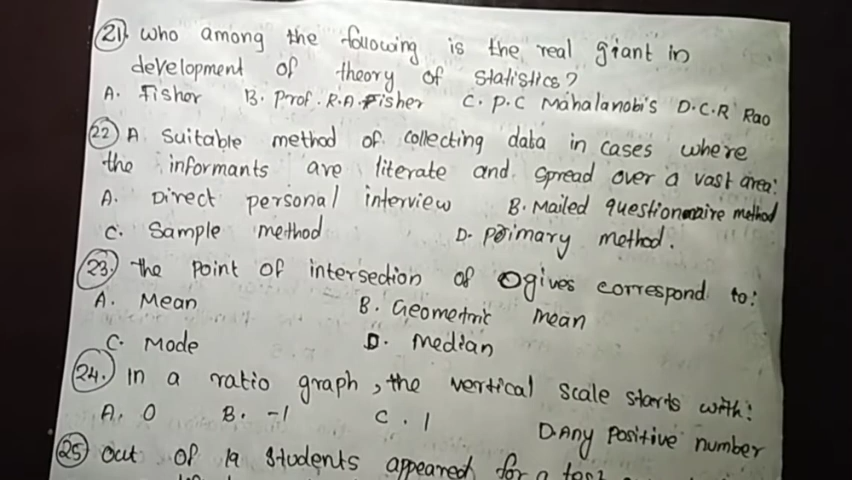 21. Who among the following is the real giant in
development of theory of Statistics?
A. Fisher B. Prof. R.A. Fisher C. P.C Mahalanobi's D. C.R Rao
22 A suitable method of collecting data in cases where
the informants are literate and spread over a vast area:
A. Direct personal interview B. Mailed questionnaire method
C. Sample method D. Primary method.
23. The point of intersection of Ogives correspond to:
A. Mean B. Geometric mean
C. Mode D. Median
24. In a ratio graph, the vertical scale starts with:
A. 0 B. -1 C. 1 D. Any positive number
25 Out of 19 students appeared for a test